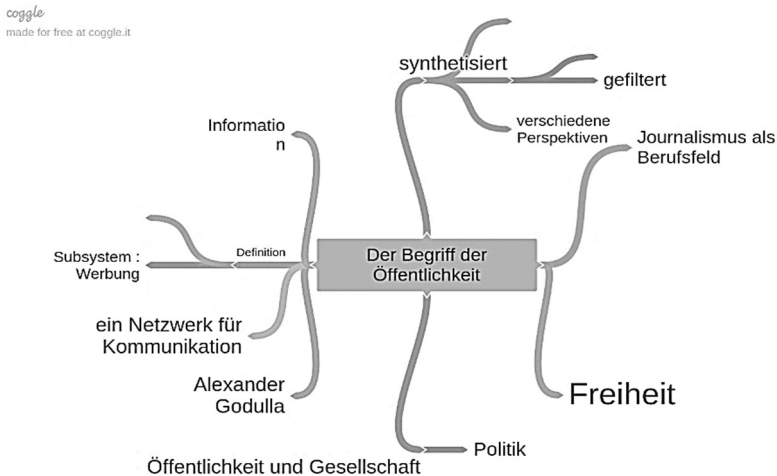 coggle
made for free at coggle.it
synthetisiert
gefiltert
verschiedene
Perspektiven
Journalismus als
Berufsfeld
Informatio
n
Definition
Subsystem :
Werbung
Der Begriff der
Öffentlichkeit
ein Netzwerk für
Kommunikation
Alexander
Godulla
Freiheit
Politik
Öffentlichkeit und Gesellschaft